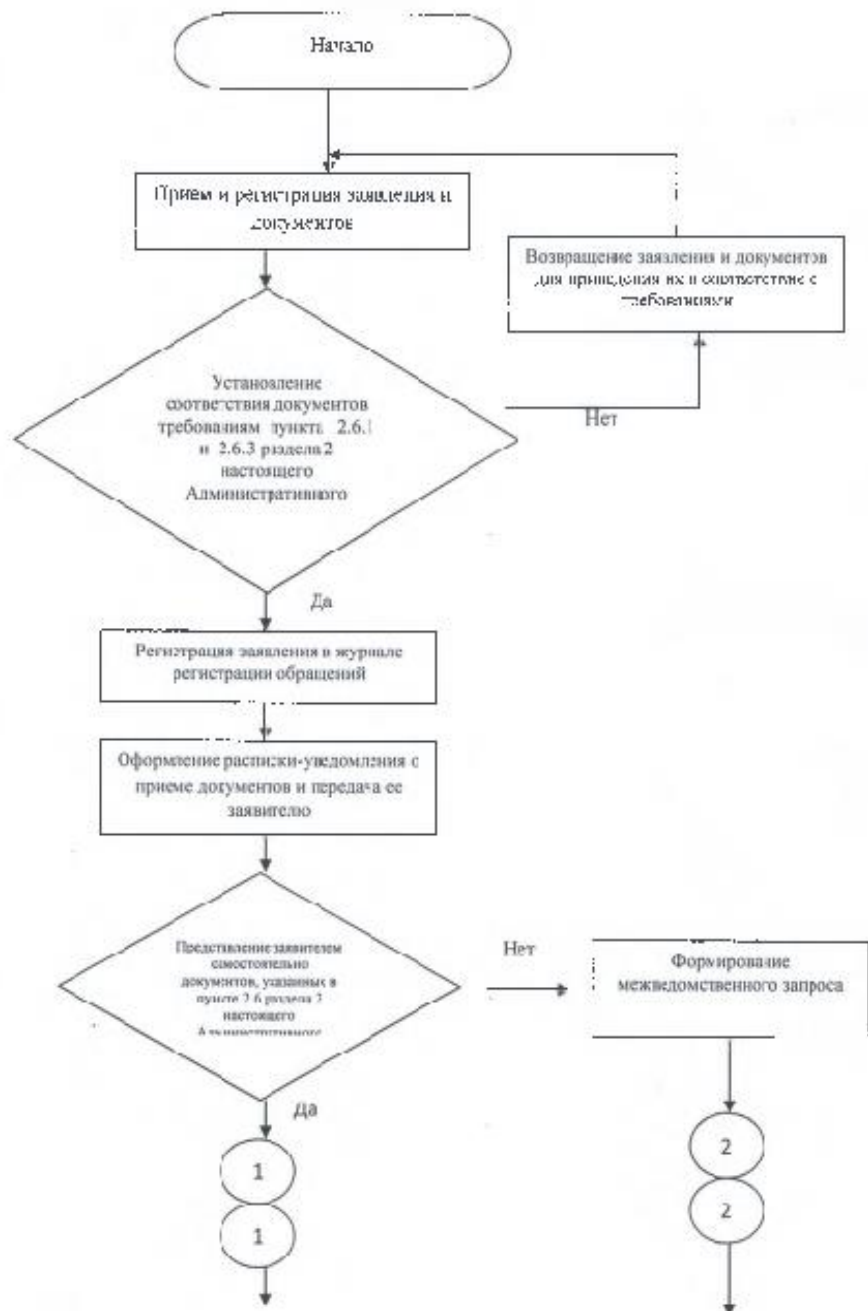 Начало
Прием и регистрация заявления и
документов
Возвращение заявления и документов
для приведения их в соответствие с
требованиями
Установление
соответствия документов
требованиям пункта 2.6.1
и 2.6.3 раздела 2
настоящего
Административного
Нет
Да
Регистрация заявления в журнале
регистрации обращений
Оформление расписки-уведомления о
приеме документов и передача ее
заявителю
Представление заявителем
самостоятельно
документов, указанных в
пункте 2.6 раздела 2
настоящего
Административного
Нет
Формирование
межведомственного запроса
Да
1
1
2
2